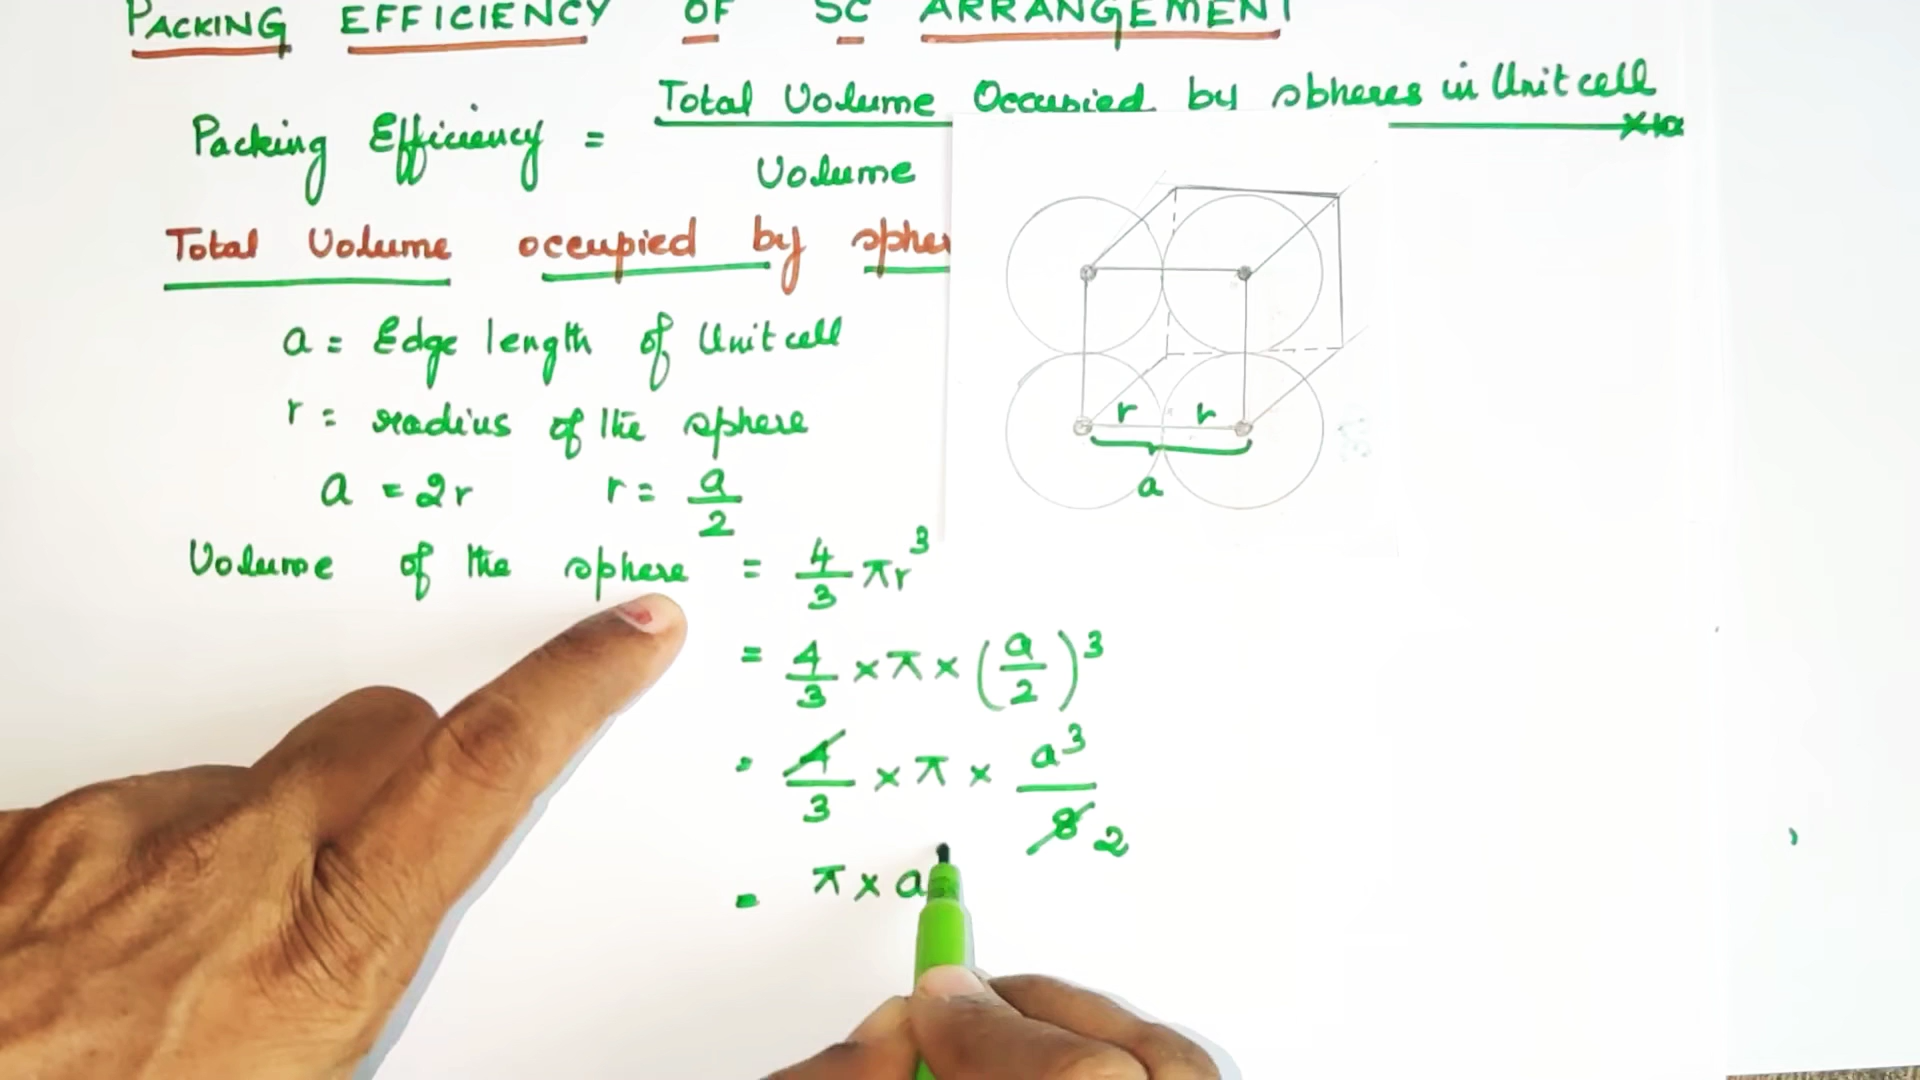 PACKING EFFICIENCY OF SC ARRANGEMENT
Total Volume Occupied by spheres in Unit cell
Packing Efficiency =
Volume
Total Volume occupied by spher
a = Edge length of Unit cell
r = radius of the sphere
a = 2r r = a/2
Volume of the sphere = 4/3 πr³
= 4/3 × π × (a/2)³
= 4/3 × π × a³/8 2
= π × a
r r
a